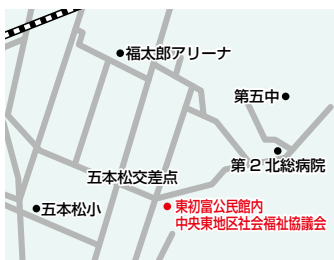 福太郎アリーナ
第五中
第２北総病院
五本松交差点
五本松小
東初富公民館内
中央東地区社会福祉協議会